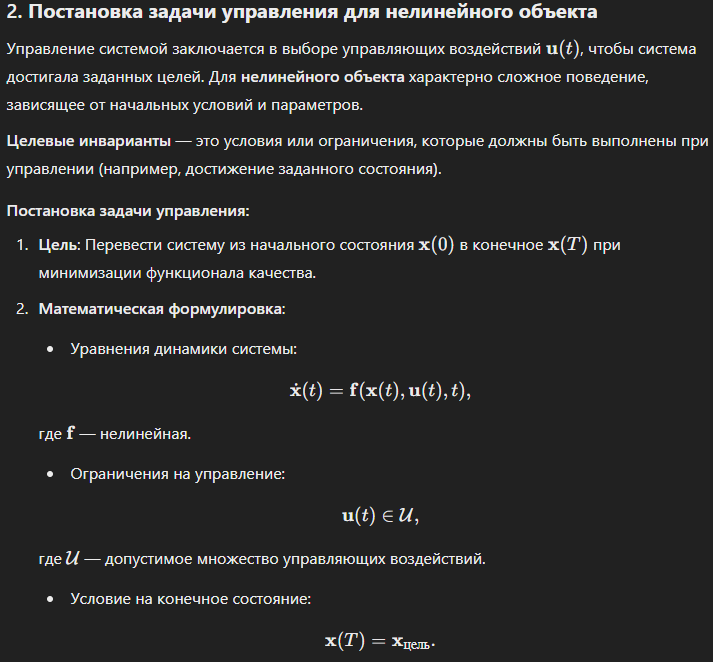 2. Постановка задачи управления для нелинейного объекта
Управление системой заключается в выборе управляющих воздействий u(t), чтобы система
достигала заданных целей. Для нелинейного объекта характерно сложное поведение,
зависящее от начальных условий и параметров.
Целевые инварианты — это условия или ограничения, которые должны быть выполнены при
управлении (например, достижение заданного состояния).
Постановка задачи управления:
1. Цель: Перевести систему из начального состояния x(0) в конечное x(T) при
минимизации функционала качества.
2. Математическая формулировка:
• Уравнения динамики системы:
ẋ(t) = f(x(t), u(t), t),
где f — нелинейная.
• Ограничения на управление:
u(t) ∈ 𝒰,
где 𝒰 — допустимое множество управляющих воздействий.
• Условие на конечное состояние:
x(T) = x_цель.